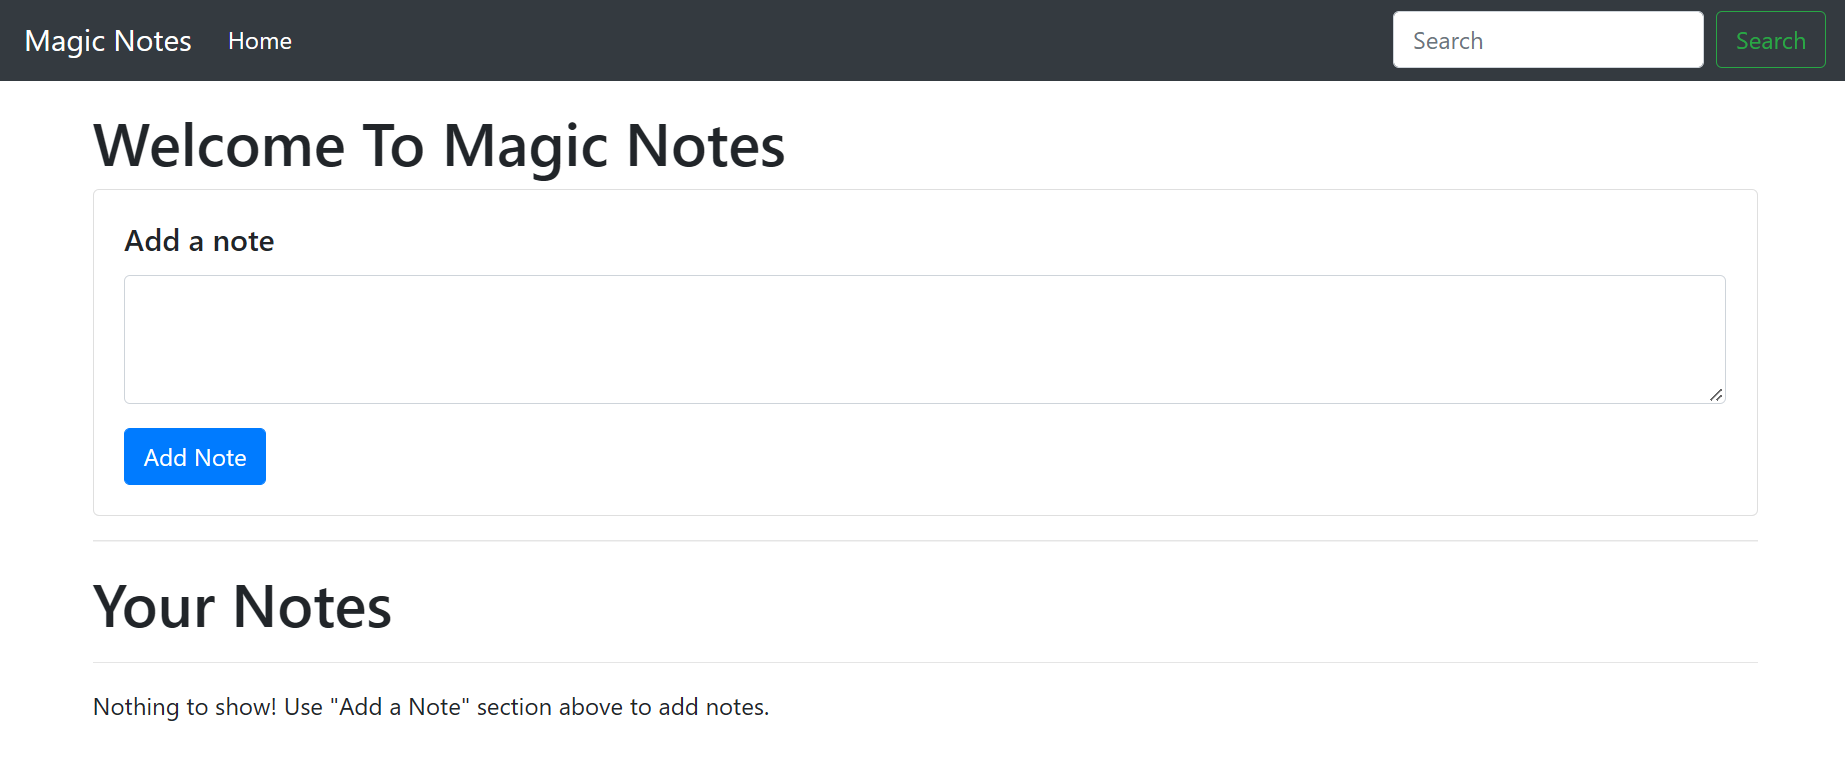 Magic Notes Home Search Search
Welcome To Magic Notes
Add a note
Add Note
Your Notes
Nothing to show! Use "Add a Note" section above to add notes.